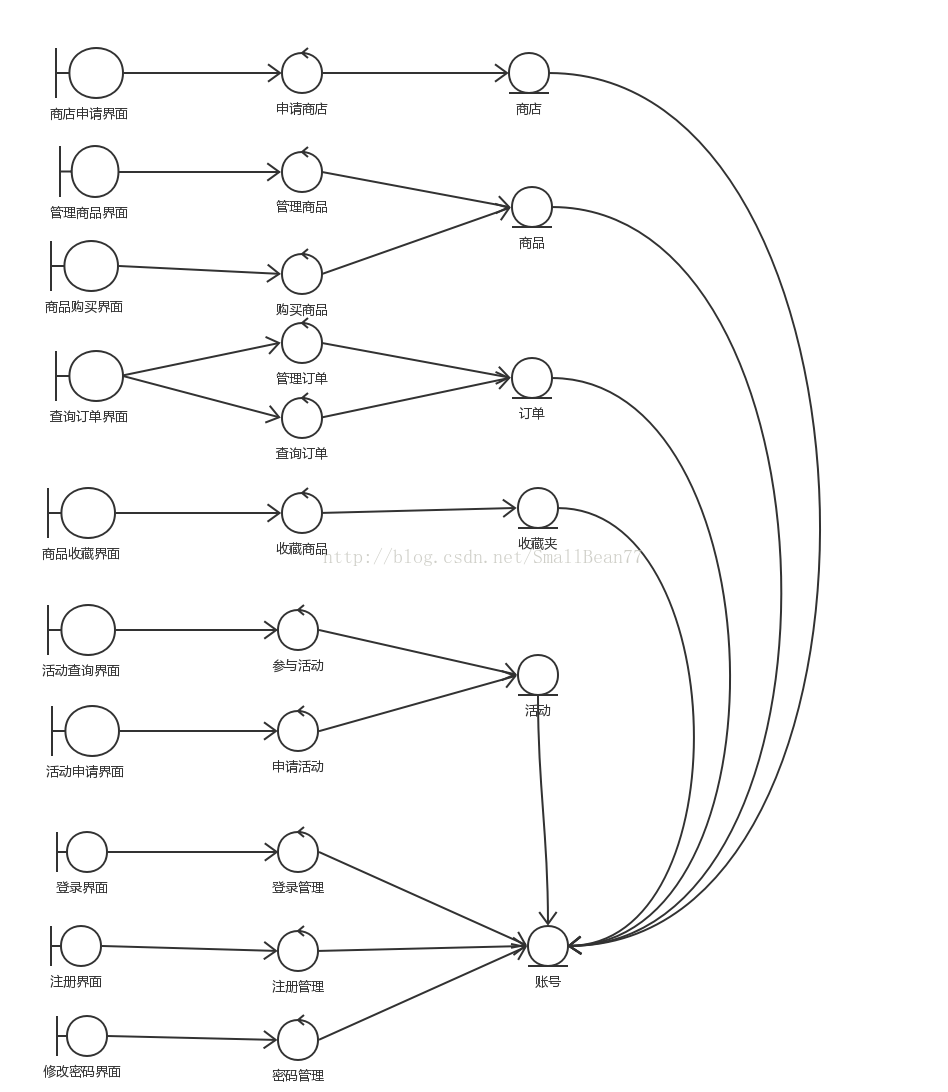 商店申请界面
申请商店
商店
管理商品界面
管理商品
商品
商品购买界面
购买商品
管理订单
查询订单界面
订单
查询订单
商品收藏界面
收藏商品
收藏夹
http://blog.csdn.net/SmallBean77
活动查询界面
参与活动
活动
活动申请界面
申请活动
登录界面
登录管理
注册界面
注册管理
账号
修改密码界面
密码管理